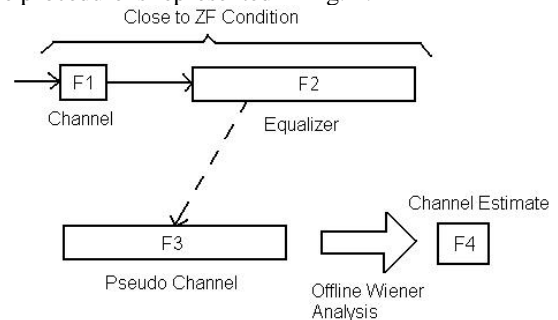 Close to ZF Condition
F1
F2
Channel
Equalizer
F3
Pseudo Channel
Channel Estimate
F4
Offline Wiener
Analysis